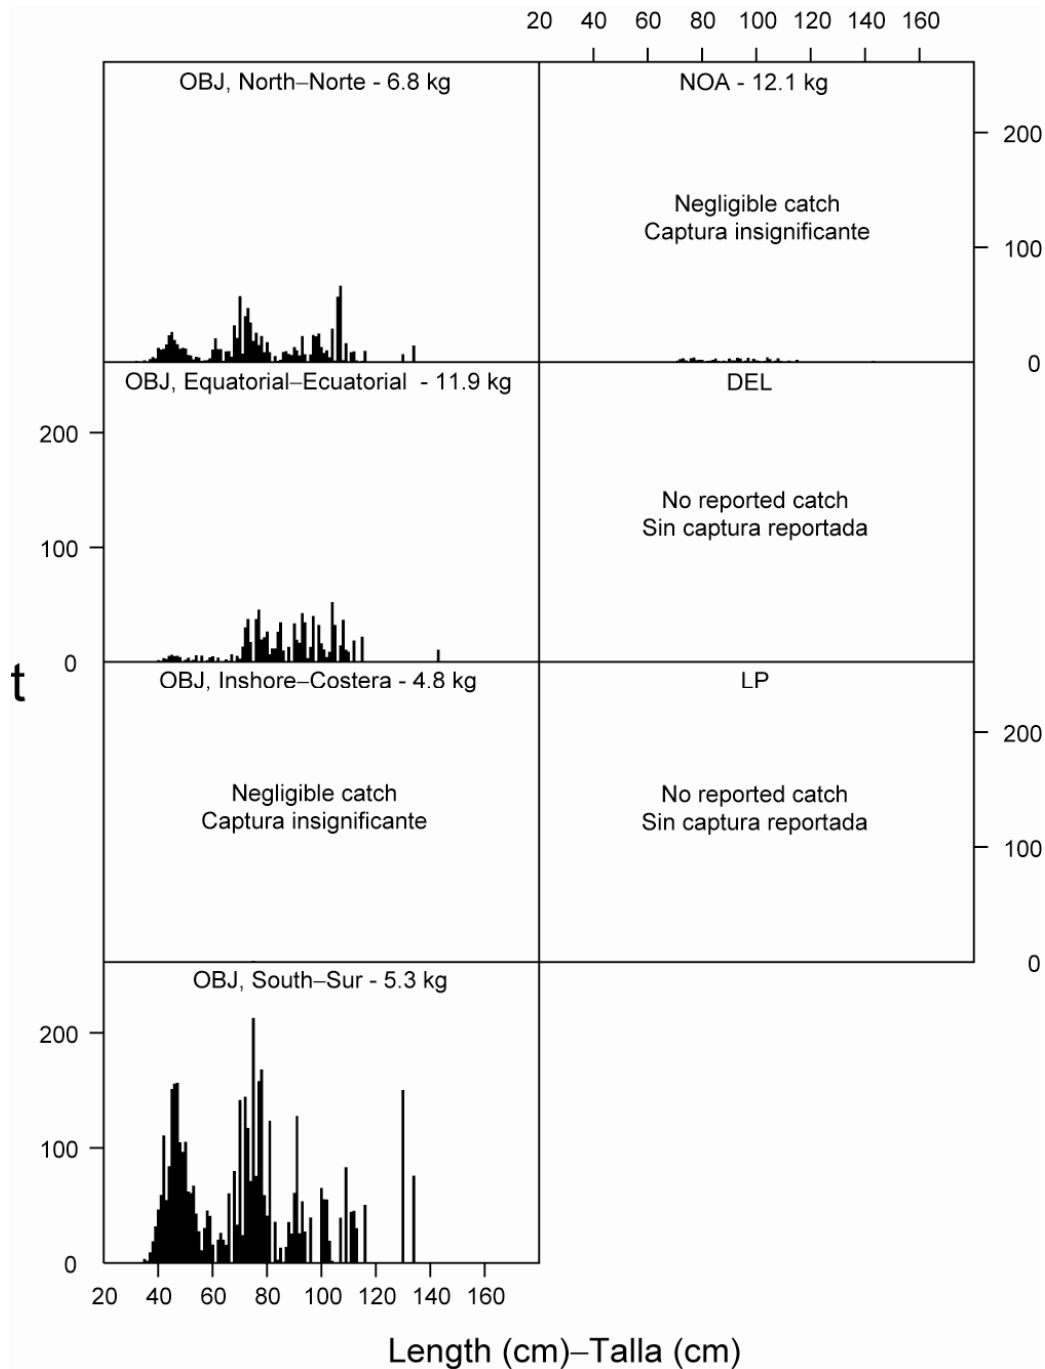 20 40 60 80 100 120 140 160
OBJ, North–Norte - 6.8 kg
NOA - 12.1 kg
200
Negligible catch
Captura insignificante
100
0
OBJ, Equatorial–Ecuatorial - 11.9 kg
DEL
200
No reported catch
Sin captura reportada
100
0
t
OBJ, Inshore–Costera - 4.8 kg
LP
200
Negligible catch
Captura insignificante
No reported catch
Sin captura reportada
100
0
OBJ, South–Sur - 5.3 kg
200
100
0
20 40 60 80 100 120 140 160
Length (cm)–Talla (cm)